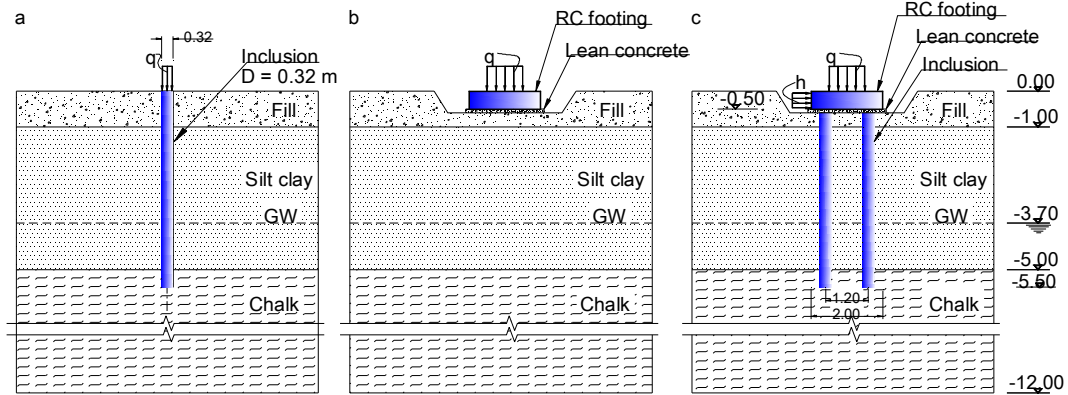 a
0.32
q
Inclusion
D = 0.32 m
Fill
Silt clay
GW
Chalk
b
RC footing
Lean concrete
q
Fill
Silt clay
GW
Chalk
c
RC footing
Lean concrete
Inclusion
q
h
-0.50
Fill
Silt clay
GW
Chalk
1.20
2.00
0.00
-1.00
-3.70
-5.00
-5.50
-12.00